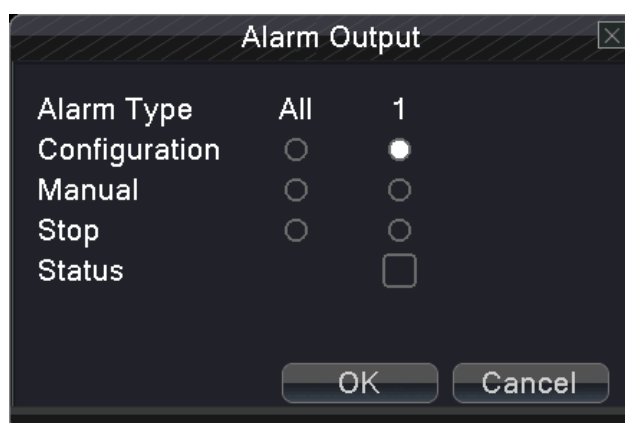 Alarm Output
Alarm Type All 1
Configuration
Manual
Stop
Status
OK Cancel